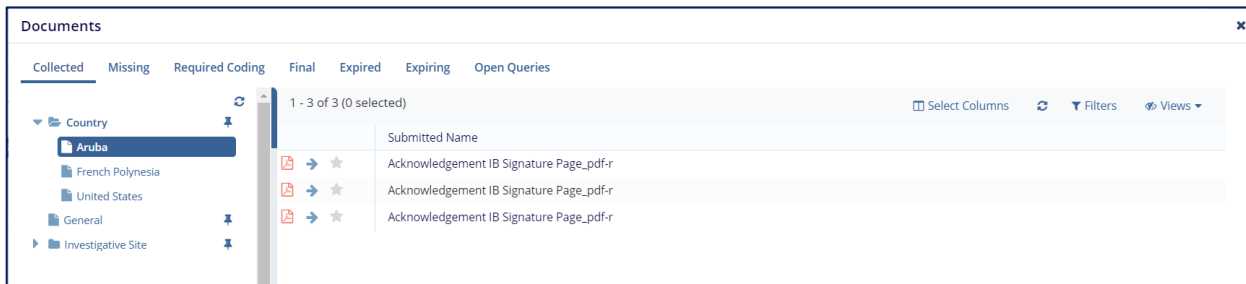 Documents
Collected Missing Required Coding Final Expired Expiring Open Queries
1 - 3 of 3 (0 selected) Select Columns Filters Views
Country
Aruba
French Polynesia
United States
General
Investigative Site
Submitted Name
Acknowledgement IB Signature Page_pdf-r
Acknowledgement IB Signature Page_pdf-r
Acknowledgement IB Signature Page_pdf-r